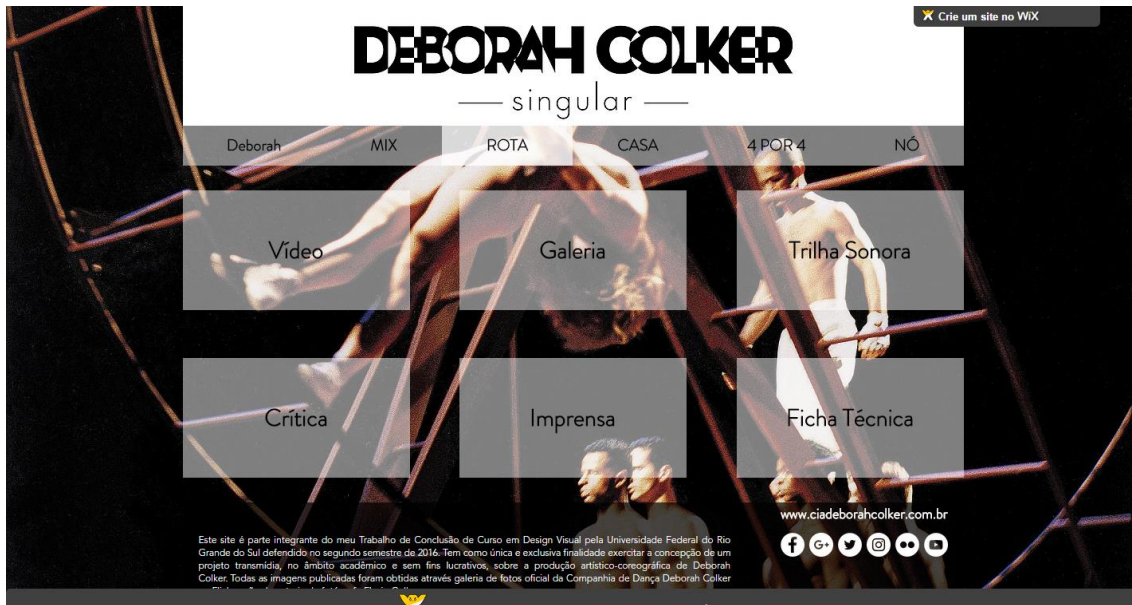 Crie um site no WiX
DEBORAH COLKER
singular
Deborah MIX ROTA CASA 4 POR 4 NÓ
Vídeo Galeria Trilha Sonora
Crítica Imprensa Ficha Técnica
www.ciadeborahcolker.com.br
Este site é parte integrante do meu Trabalho de Conclusão de Curso em Design Visual pela Universidade Federal do Rio
Grande do Sul defendido no segundo semestre de 2016. Tem como única e exclusiva finalidade exercitar a concepção de um
projeto transmídia, no âmbito acadêmico e sem fins lucrativos, sobre a produção artístico-coreográfica de Deborah
Colker. Todas as imagens publicadas foram obtidas através galeria de fotos oficial da Companhia de Dança Deborah Colker